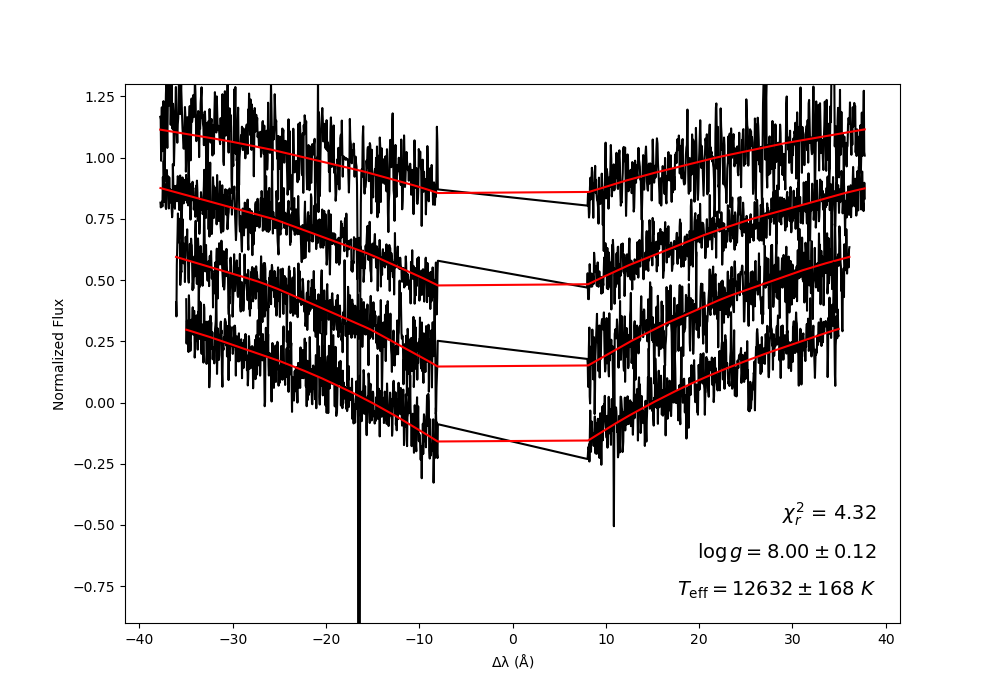 1.25
1.00
0.75
0.50
0.25
0.00
−0.25
−0.50
−0.75
Normalized Flux
χ²ᵣ = 4.32
log g = 8.00 ± 0.12
T_eff = 12632 ± 168 K
−40 −30 −20 −10 0 10 20 30 40
Δλ (Å)